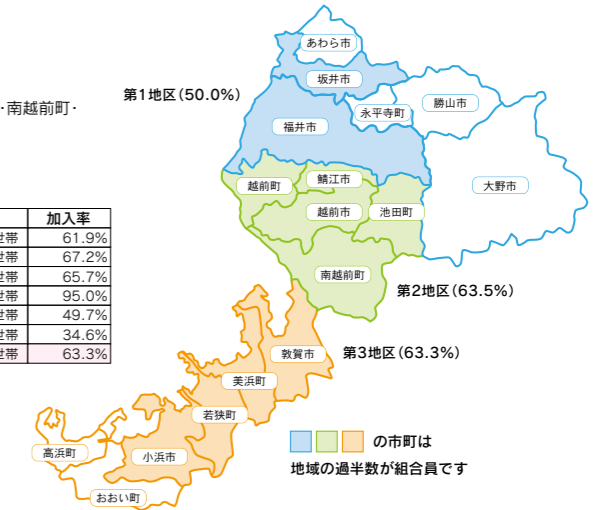 あわら市
坂井市
第1地区(50.0%)
勝山市
･南越前町･
永平寺町
福井市
鯖江市
越前町
大野市
越前市
池田町
加入率
世帯 61.9%
世帯 67.2%
世帯 65.7%
世帯 95.0%
世帯 49.7%
世帯 34.6%
世帯 63.3%
南越前町
第2地区(63.5%)
敦賀市
第3地区(63.3%)
美浜町
若狭町
高浜町
小浜市
おおい町
の市町は
地域の過半数が組合員です